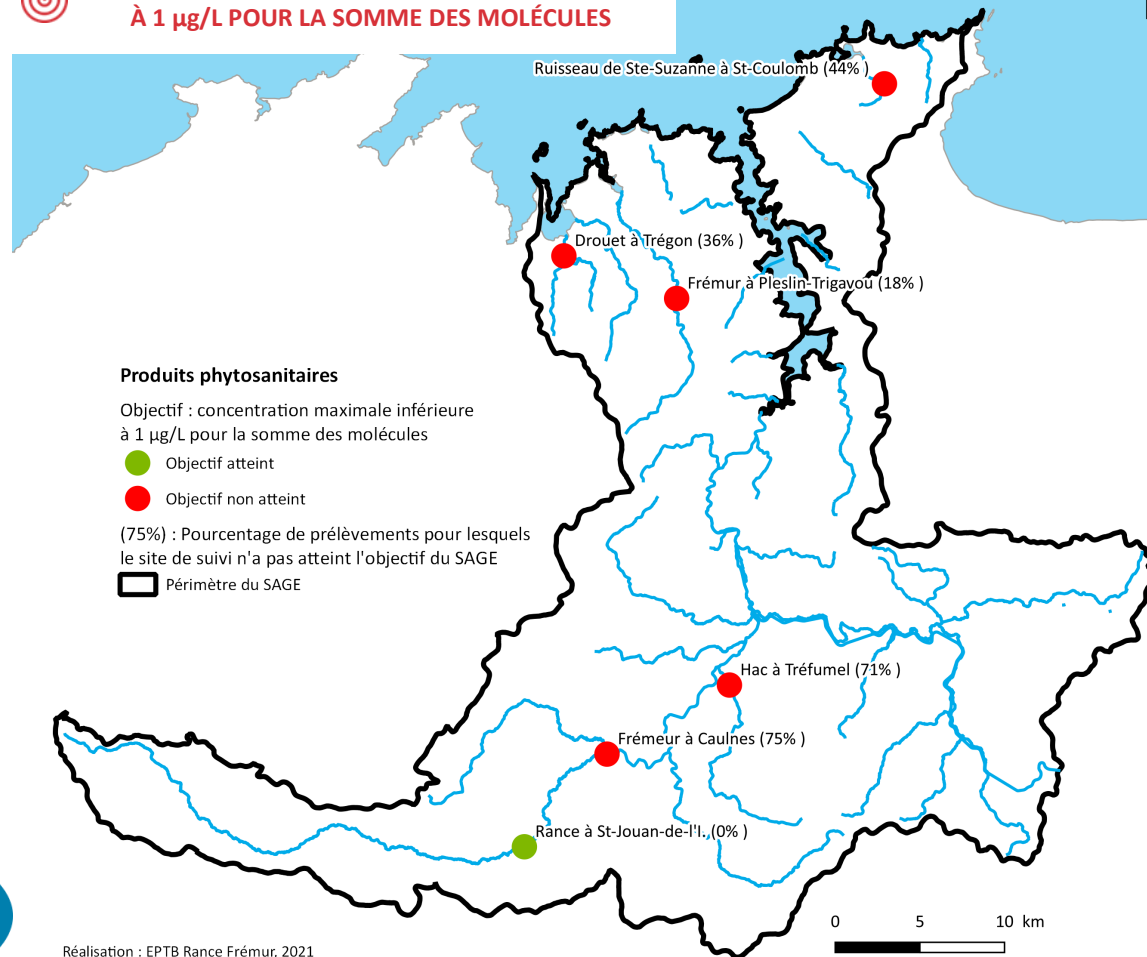 À 1 µg/L POUR LA SOMME DES MOLÉCULES
Ruisseau de Ste-Suzanne à St-Coulomb (44% )
Drouet à Trégon (36% )
Frémur à Pleslin-Trigavou (18% )
Produits phytosanitaires
Objectif : concentration maximale inférieure
à 1 µg/L pour la somme des molécules
Objectif atteint
Objectif non atteint
(75%) : Pourcentage de prélèvements pour lesquels
le site de suivi n'a pas atteint l'objectif du SAGE
Périmètre du SAGE
Hac à Tréfumel (71% )
Frémeur à Caulnes (75% )
Rance à St-Jouan-de-l'I. (0% )
0 5 10 km
Réalisation : EPTB Rance Frémur, 2021